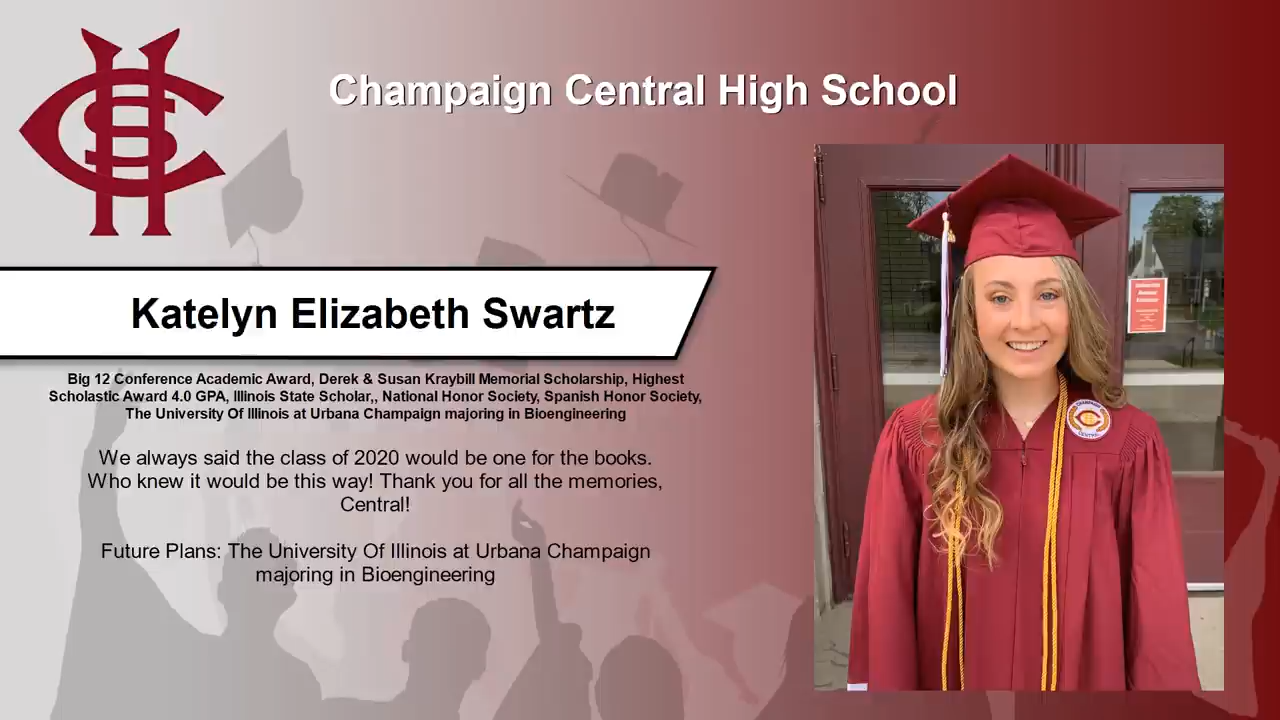 Champaign Central High School
Katelyn Elizabeth Swartz
Big 12 Conference Academic Award, Derek & Susan Kraybill Memorial Scholarship, Highest
Scholastic Award 4.0 GPA, Illinois State Scholar,, National Honor Society, Spanish Honor Society,
The University Of Illinois at Urbana Champaign majoring in Bioengineering
We always said the class of 2020 would be one for the books.
Who knew it would be this way! Thank you for all the memories,
Central!
Future Plans: The University Of Illinois at Urbana Champaign
majoring in Bioengineering
CHAMPAIGN
CENTRAL